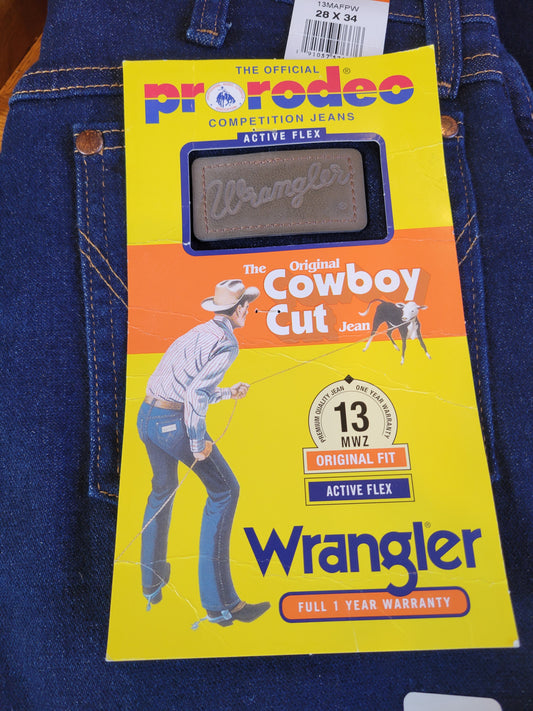 13MAFPW
28 X 34
THE OFFICIAL
prorodeo®
COMPETITION JEANS
ACTIVE FLEX
Wrangler
The Original
Cowboy
Cut Jean
PREMIUM QUALITY JEAN ONE YEAR WARRANTY
13
MWZ
ORIGINAL FIT
ACTIVE FLEX
Wrangler®
FULL 1 YEAR WARRANTY